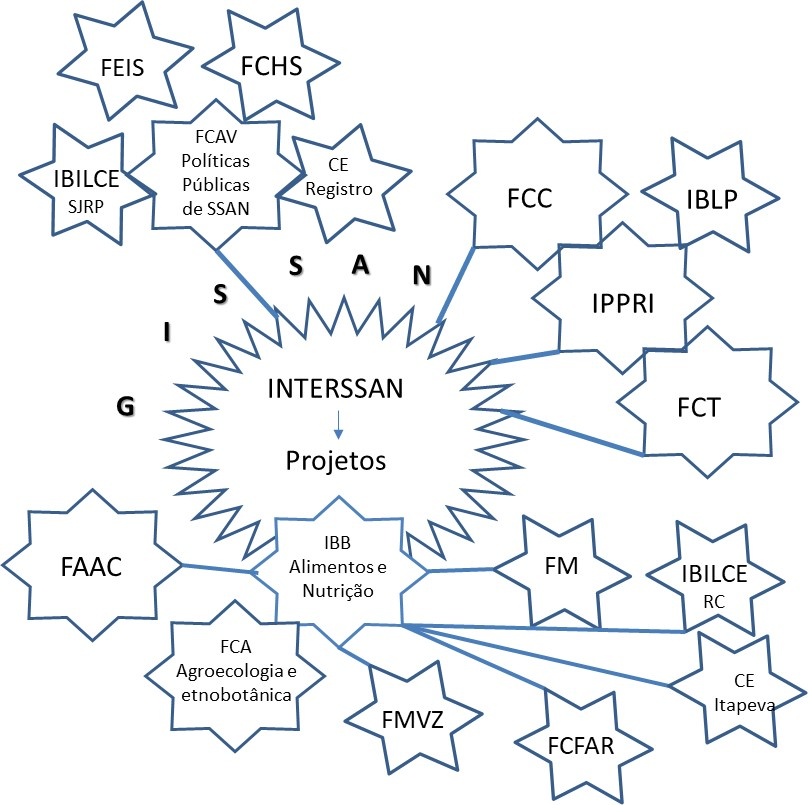 FEIS
FCHS
FCAV
Políticas
Públicas
de SSAN
IBILCE
SJRP
CE
Registro
FCC
IBLP
IPPRI
FCT
G I S S A N
INTERSSAN
Projetos
IBB
Alimentos e
Nutrição
FAAC
FM
IBILCE
RC
FCA
Agroecologia e
etnobotânica
CE
Itapeva
FMVZ
FCFAR